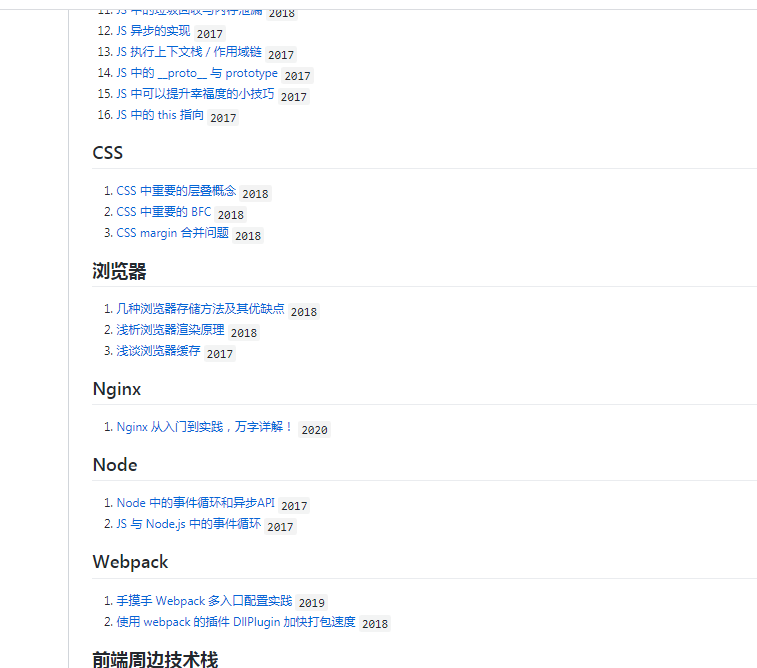 11. JS 中的垃圾回收与内存泄漏 2018
12. JS 异步的实现 2017
13. JS 执行上下文栈 / 作用域链 2017
14. JS 中的 __proto__ 与 prototype 2017
15. JS 中可以提升幸福度的小技巧 2017
16. JS 中的 this 指向 2017
CSS
1. CSS 中重要的层叠概念 2018
2. CSS 中重要的 BFC 2018
3. CSS margin 合并问题 2018
浏览器
1. 几种浏览器存储方法及其优缺点 2018
2. 浅析浏览器渲染原理 2018
3. 浅谈浏览器缓存 2017
Nginx
1. Nginx 从入门到实践，万字详解！ 2020
Node
1. Node 中的事件循环和异步API 2017
2. JS 与 Node.js 中的事件循环 2017
Webpack
1. 手摸手 Webpack 多入口配置实践 2019
2. 使用 webpack 的插件 DllPlugin 加快打包速度 2018
前端周边技术栈